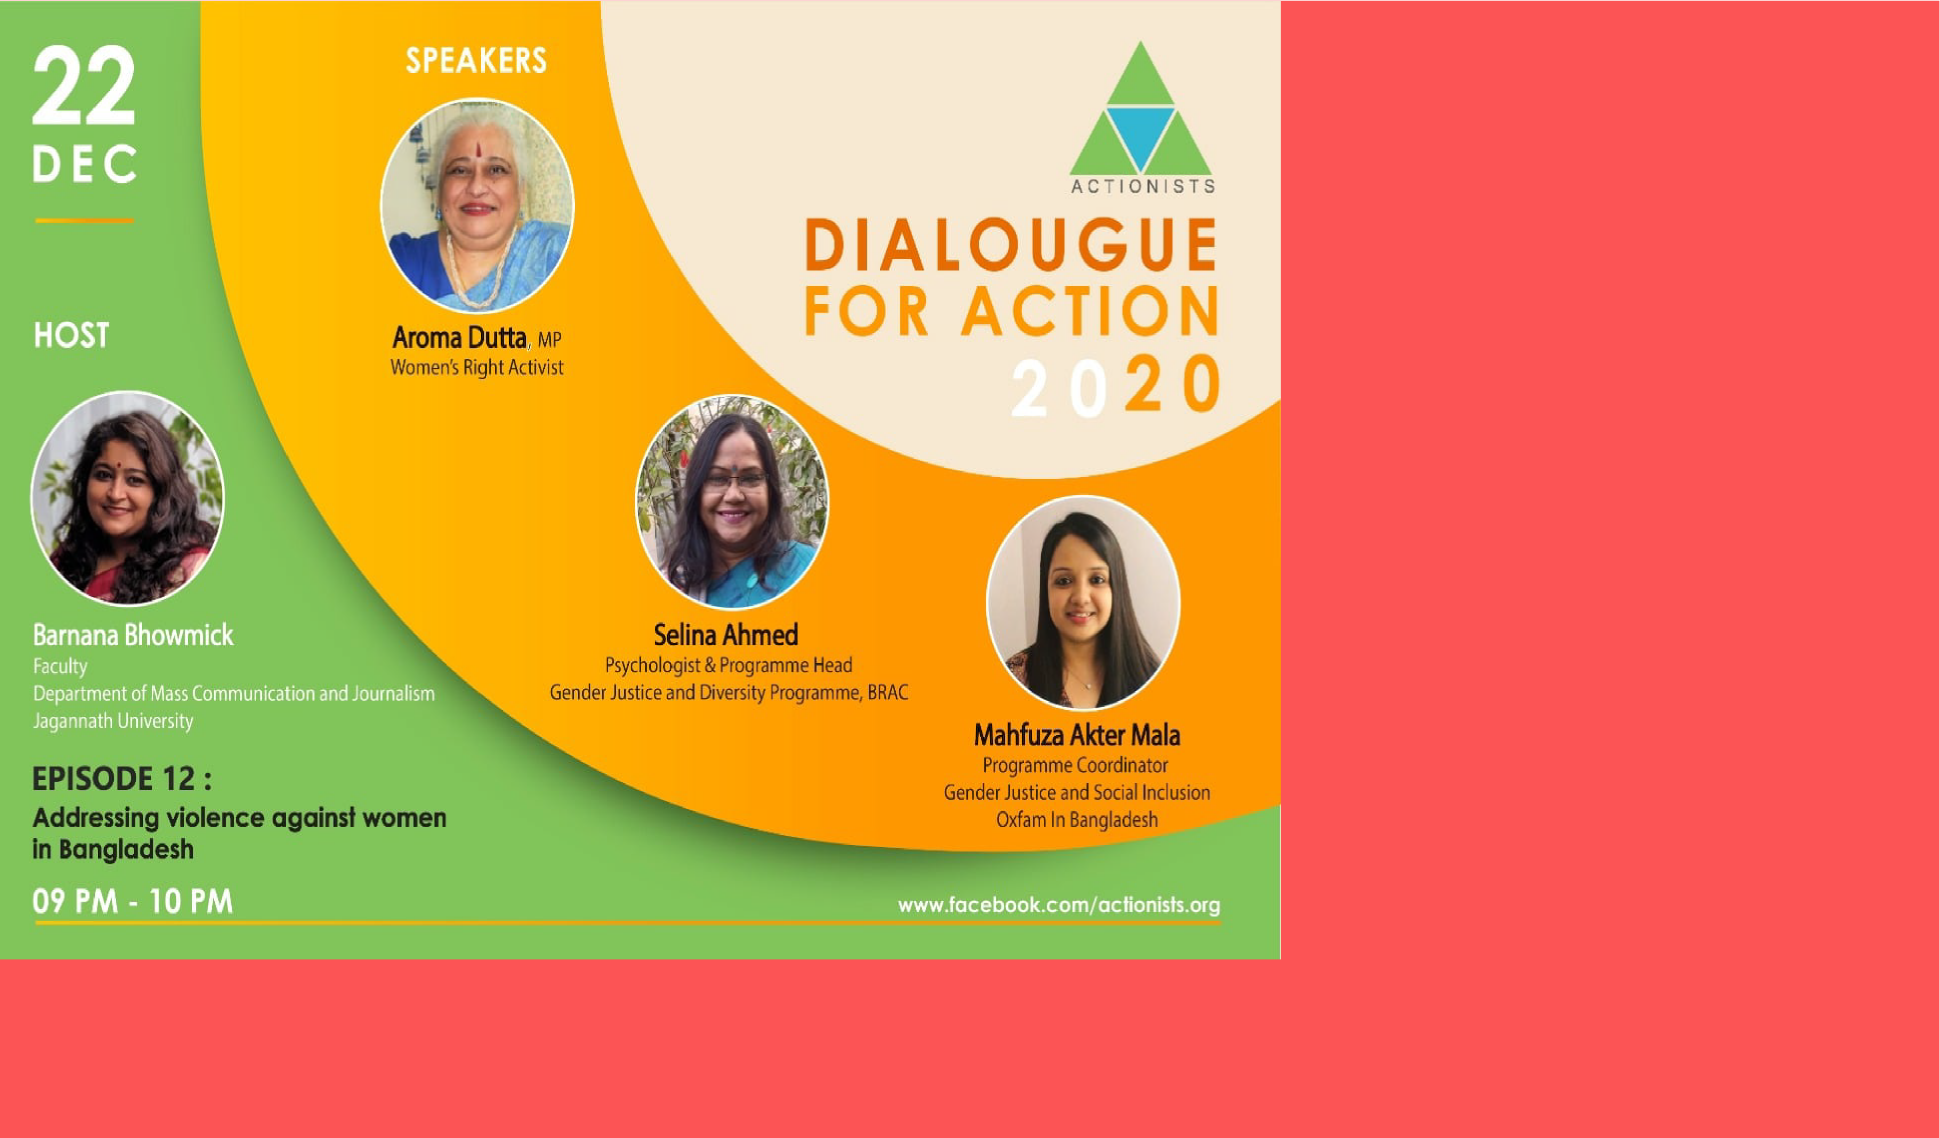 22
DEC
HOST
Barnana Bhowmick
Faculty
Department of Mass Communication and Journalism
Jagannath University
EPISODE 12 :
Addressing violence against women
in Bangladesh
09 PM - 10 PM
SPEAKERS
Aroma Dutta, MP
Women's Right Activist
Selina Ahmed
Psychologist & Programme Head
Gender Justice and Diversity Programme, BRAC
Mahfuza Akter Mala
Programme Coordinator
Gender Justice and Social Inclusion
Oxfam In Bangladesh
ACTIONISTS
DIALOUGUE
FOR ACTION
2020
www.facebook.com/actionists.org